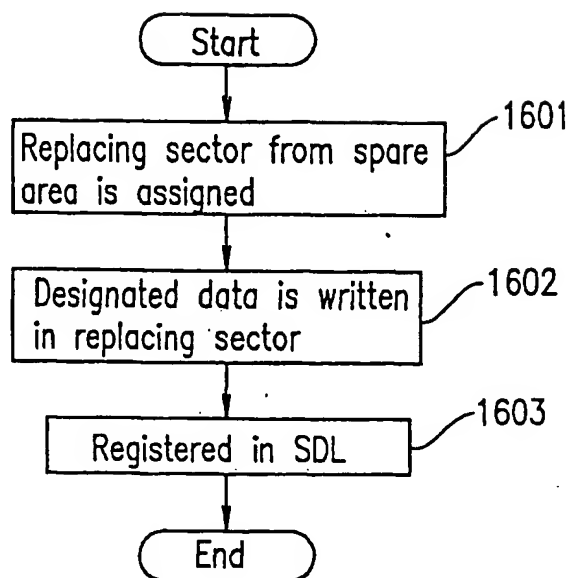 Start
1601
Replacing sector from spare
area is assigned
1602
Designated data is written
in replacing sector
1603
Registered in SDL
End